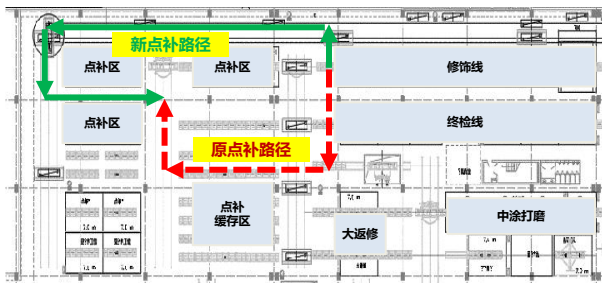 新点补路径
点补区
点补区
修饰线
点补区
终检线
原点补路径
点补
缓存区
大返修
中涂打磨